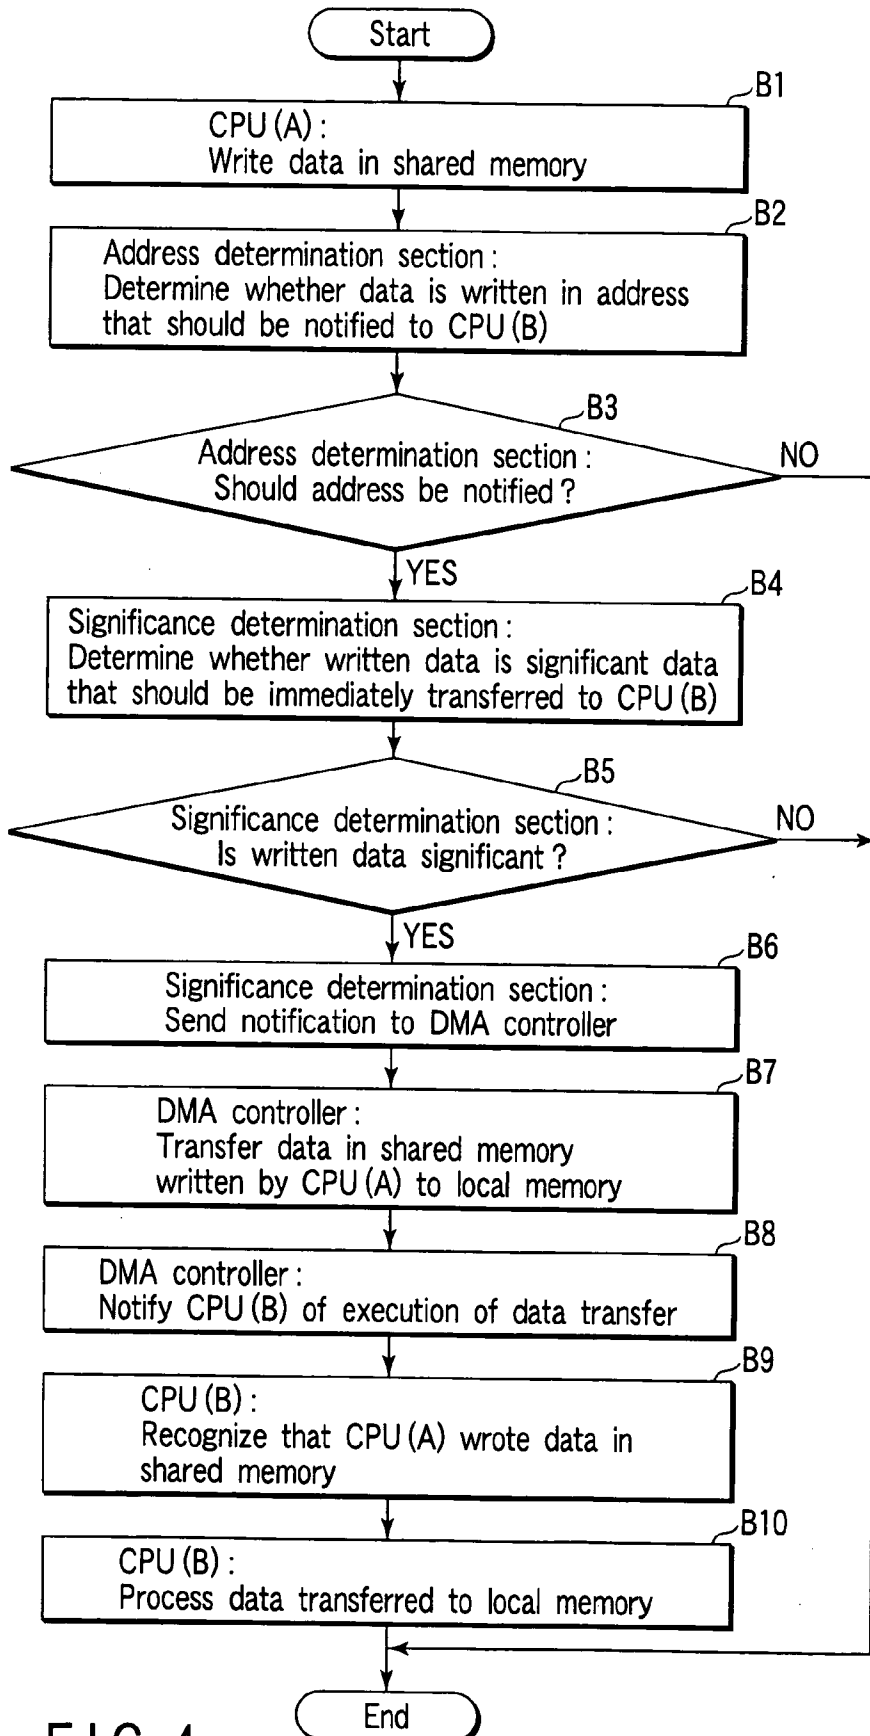 Start
B1
CPU(A):
Write data in shared memory
B2
Address determination section:
Determine whether data is written in address
that should be notified to CPU(B)
B3
Address determination section:
Should address be notified?
NO
YES
B4
Significance determination section:
Determine whether written data is significant data
that should be immediately transferred to CPU(B)
B5
Significance determination section:
Is written data significant?
NO
YES
B6
Significance determination section:
Send notification to DMA controller
B7
DMA controller:
Transfer data in shared memory
written by CPU(A) to local memory
B8
DMA controller:
Notify CPU(B) of execution of data transfer
B9
CPU(B):
Recognize that CPU(A) wrote data in
shared memory
B10
CPU(B):
Process data transferred to local memory
End